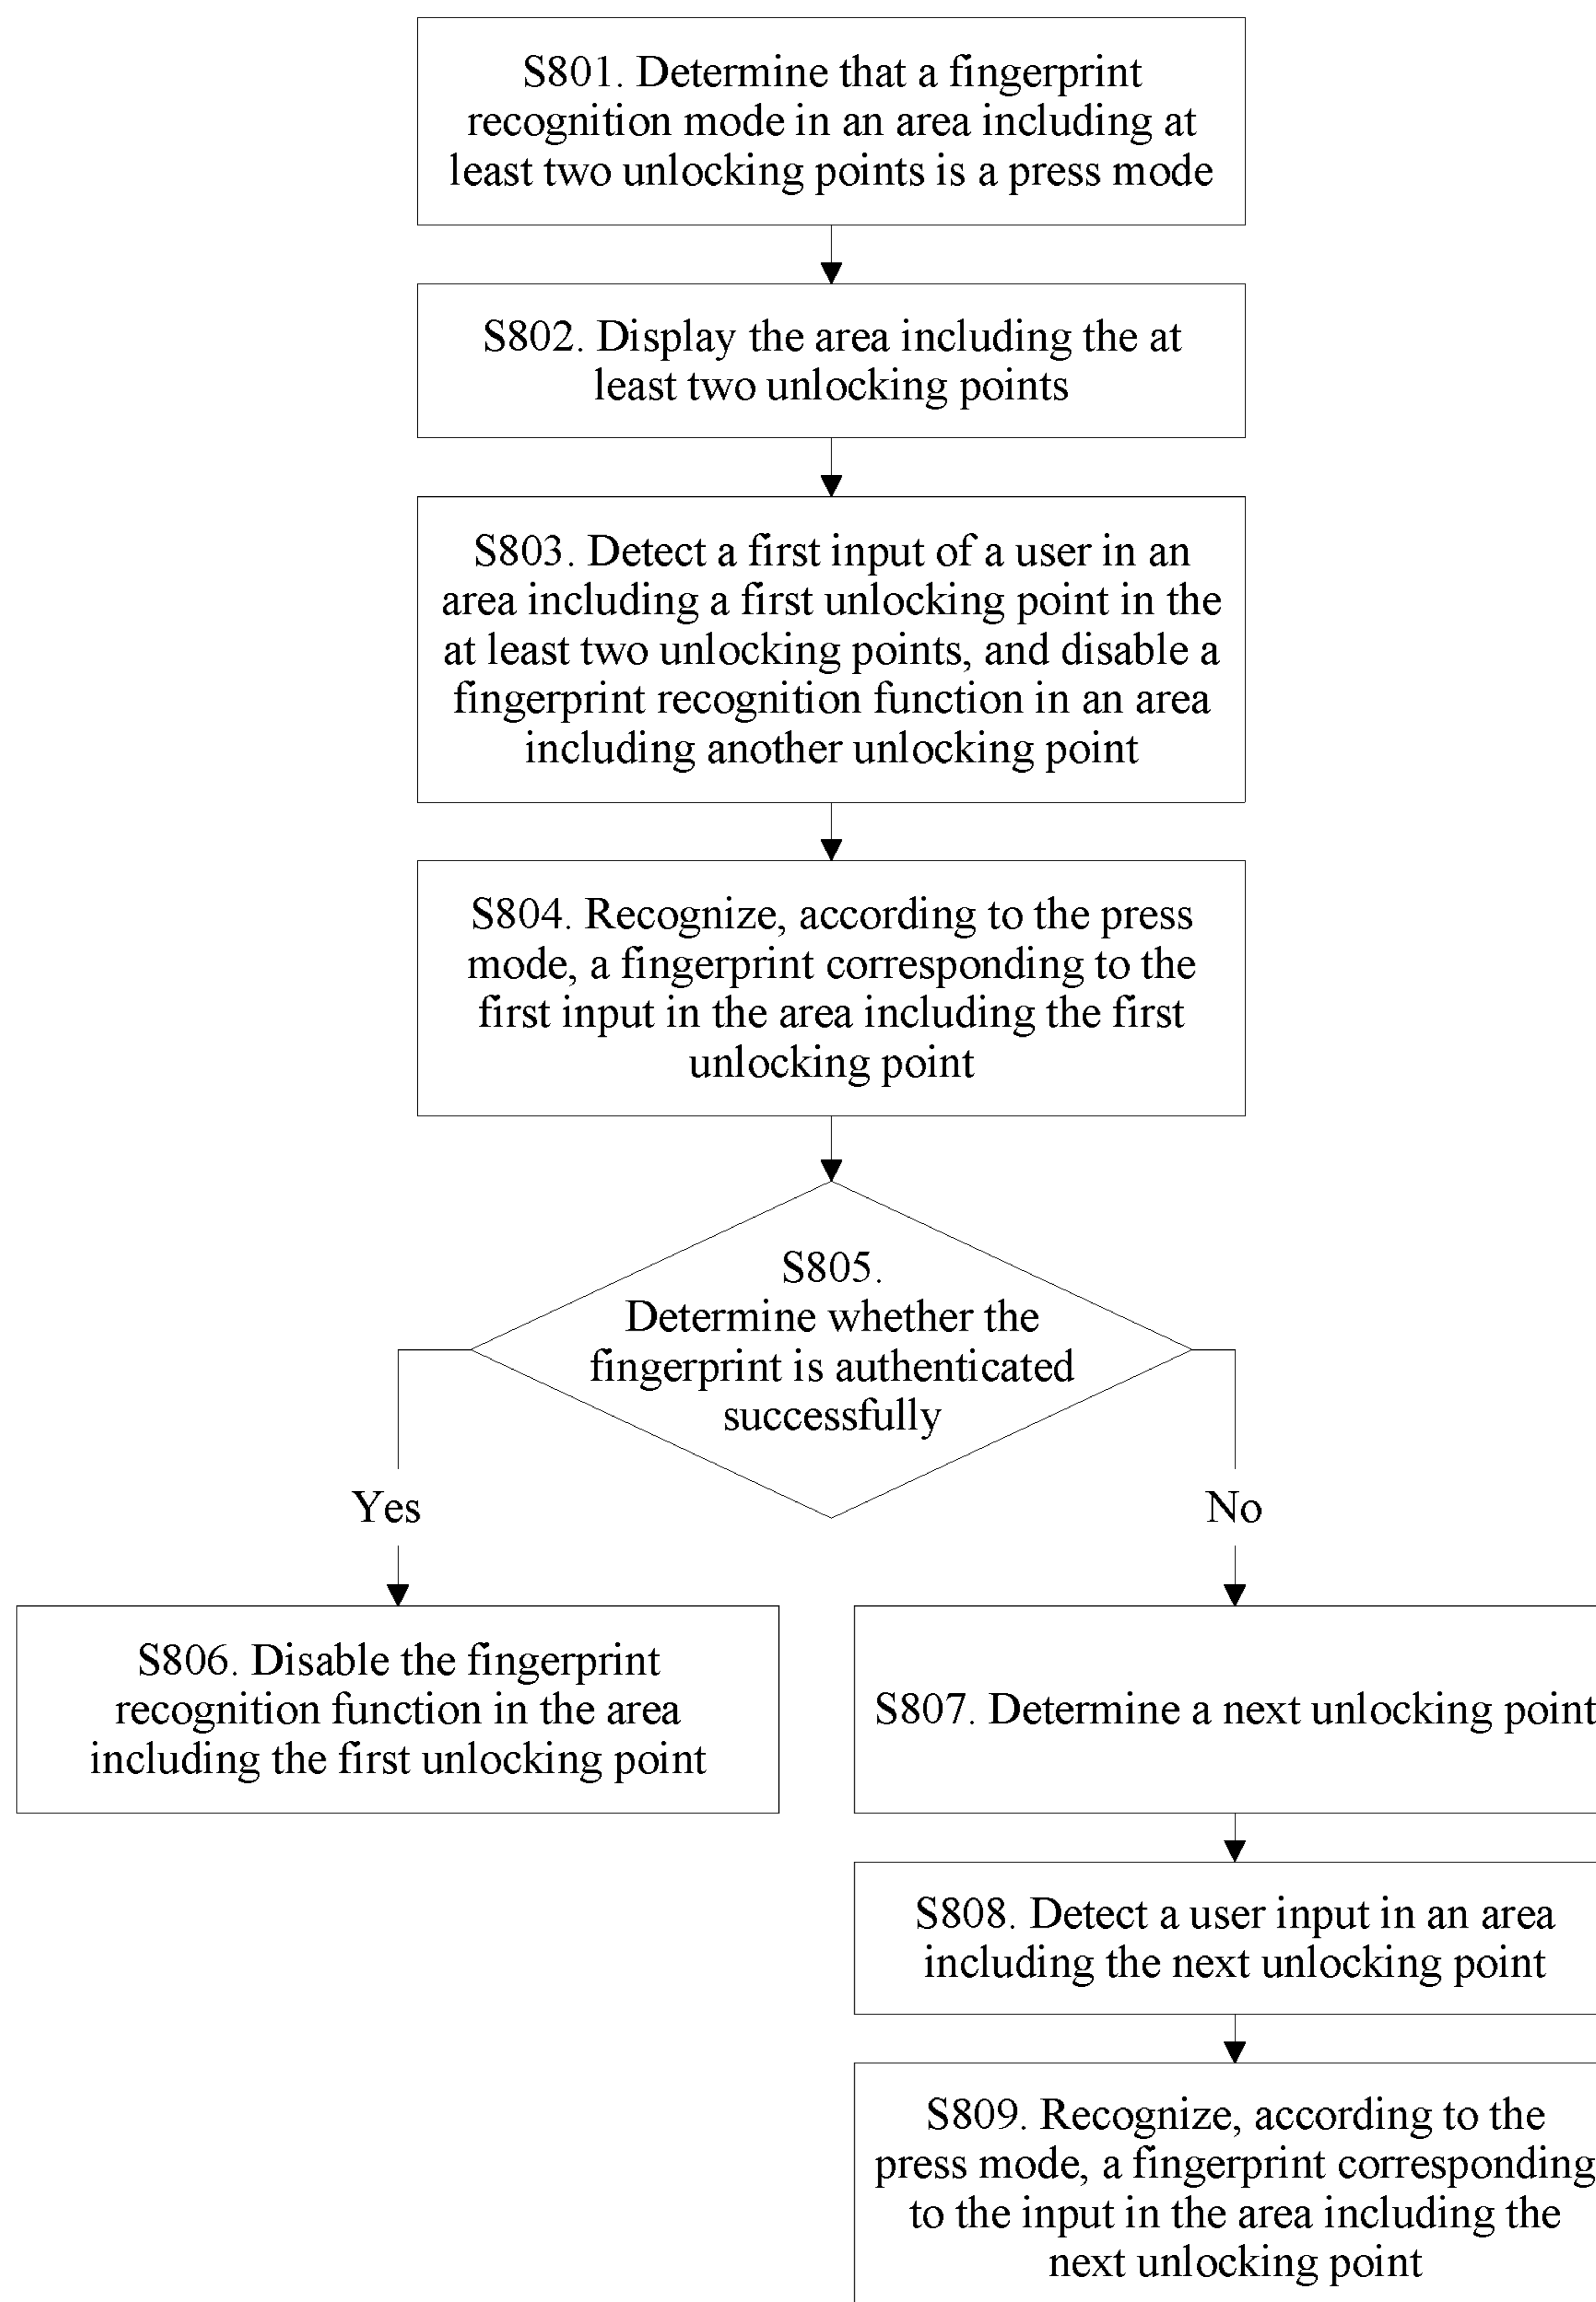 S801. Determine that a fingerprint
recognition mode in an area including at
least two unlocking points is a press mode
S802. Display the area including the at
least two unlocking points
S803. Detect a first input of a user in an
area including a first unlocking point in the
at least two unlocking points, and disable a
fingerprint recognition function in an area
including another unlocking point
S804. Recognize, according to the press
mode, a fingerprint corresponding to the
first input in the area including the first
unlocking point
S805.
Determine whether the
fingerprint is authenticated
successfully
Yes
No
S806. Disable the fingerprint
recognition function in the area
including the first unlocking point
S807. Determine a next unlocking point
S808. Detect a user input in an area
including the next unlocking point
S809. Recognize, according to the
press mode, a fingerprint corresponding
to the input in the area including the
next unlocking point